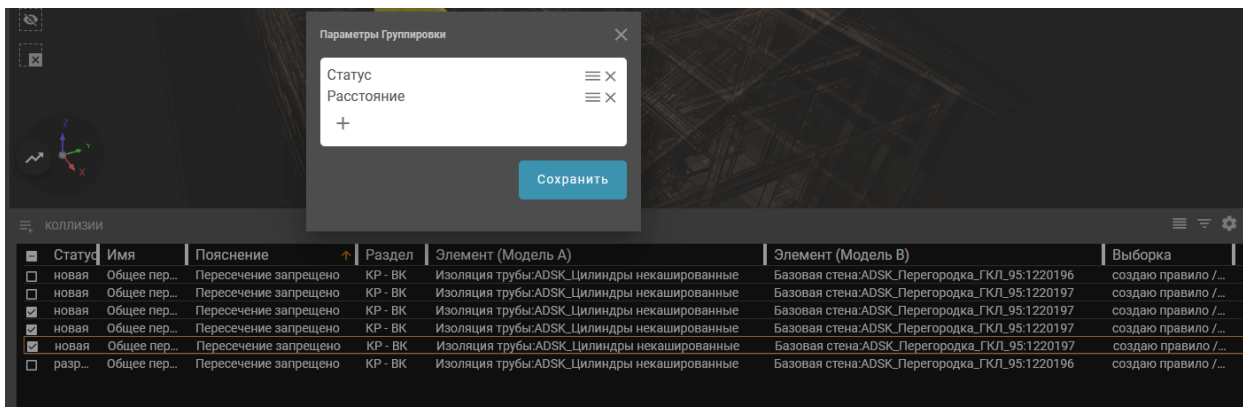 Параметры Группировки
Статус
Расстояние
Z
Y
X
Сохранить
коллизии
Статус Имя Пояснение Раздел Элемент (Модель A) Элемент (Модель B) Выборка
новая Общее пер... Пересечение запрещено КР - ВК Изоляция трубы:ADSK_Цилиндры некашированные Базовая стена:ADSK_Перегородка_ГКЛ_95:1220196 создаю правило /...
новая Общее пер... Пересечение запрещено КР - ВК Изоляция трубы:ADSK_Цилиндры некашированные Базовая стена:ADSK_Перегородка_ГКЛ_95:1220197 создаю правило /...
новая Общее пер... Пересечение запрещено КР - ВК Изоляция трубы:ADSK_Цилиндры некашированные Базовая стена:ADSK_Перегородка_ГКЛ_95:1220197 создаю правило /...
новая Общее пер... Пересечение запрещено КР - ВК Изоляция трубы:ADSK_Цилиндры некашированные Базовая стена:ADSK_Перегородка_ГКЛ_95:1220197 создаю правило /...
новая Общее пер... Пересечение запрещено КР - ВК Изоляция трубы:ADSK_Цилиндры некашированные Базовая стена:ADSK_Перегородка_ГКЛ_95:1220197 создаю правило /...
разр... Общее пер... Пересечение запрещено КР - ВК Изоляция трубы:ADSK_Цилиндры некашированные Базовая стена:ADSK_Перегородка_ГКЛ_95:1220196 создаю правило /...